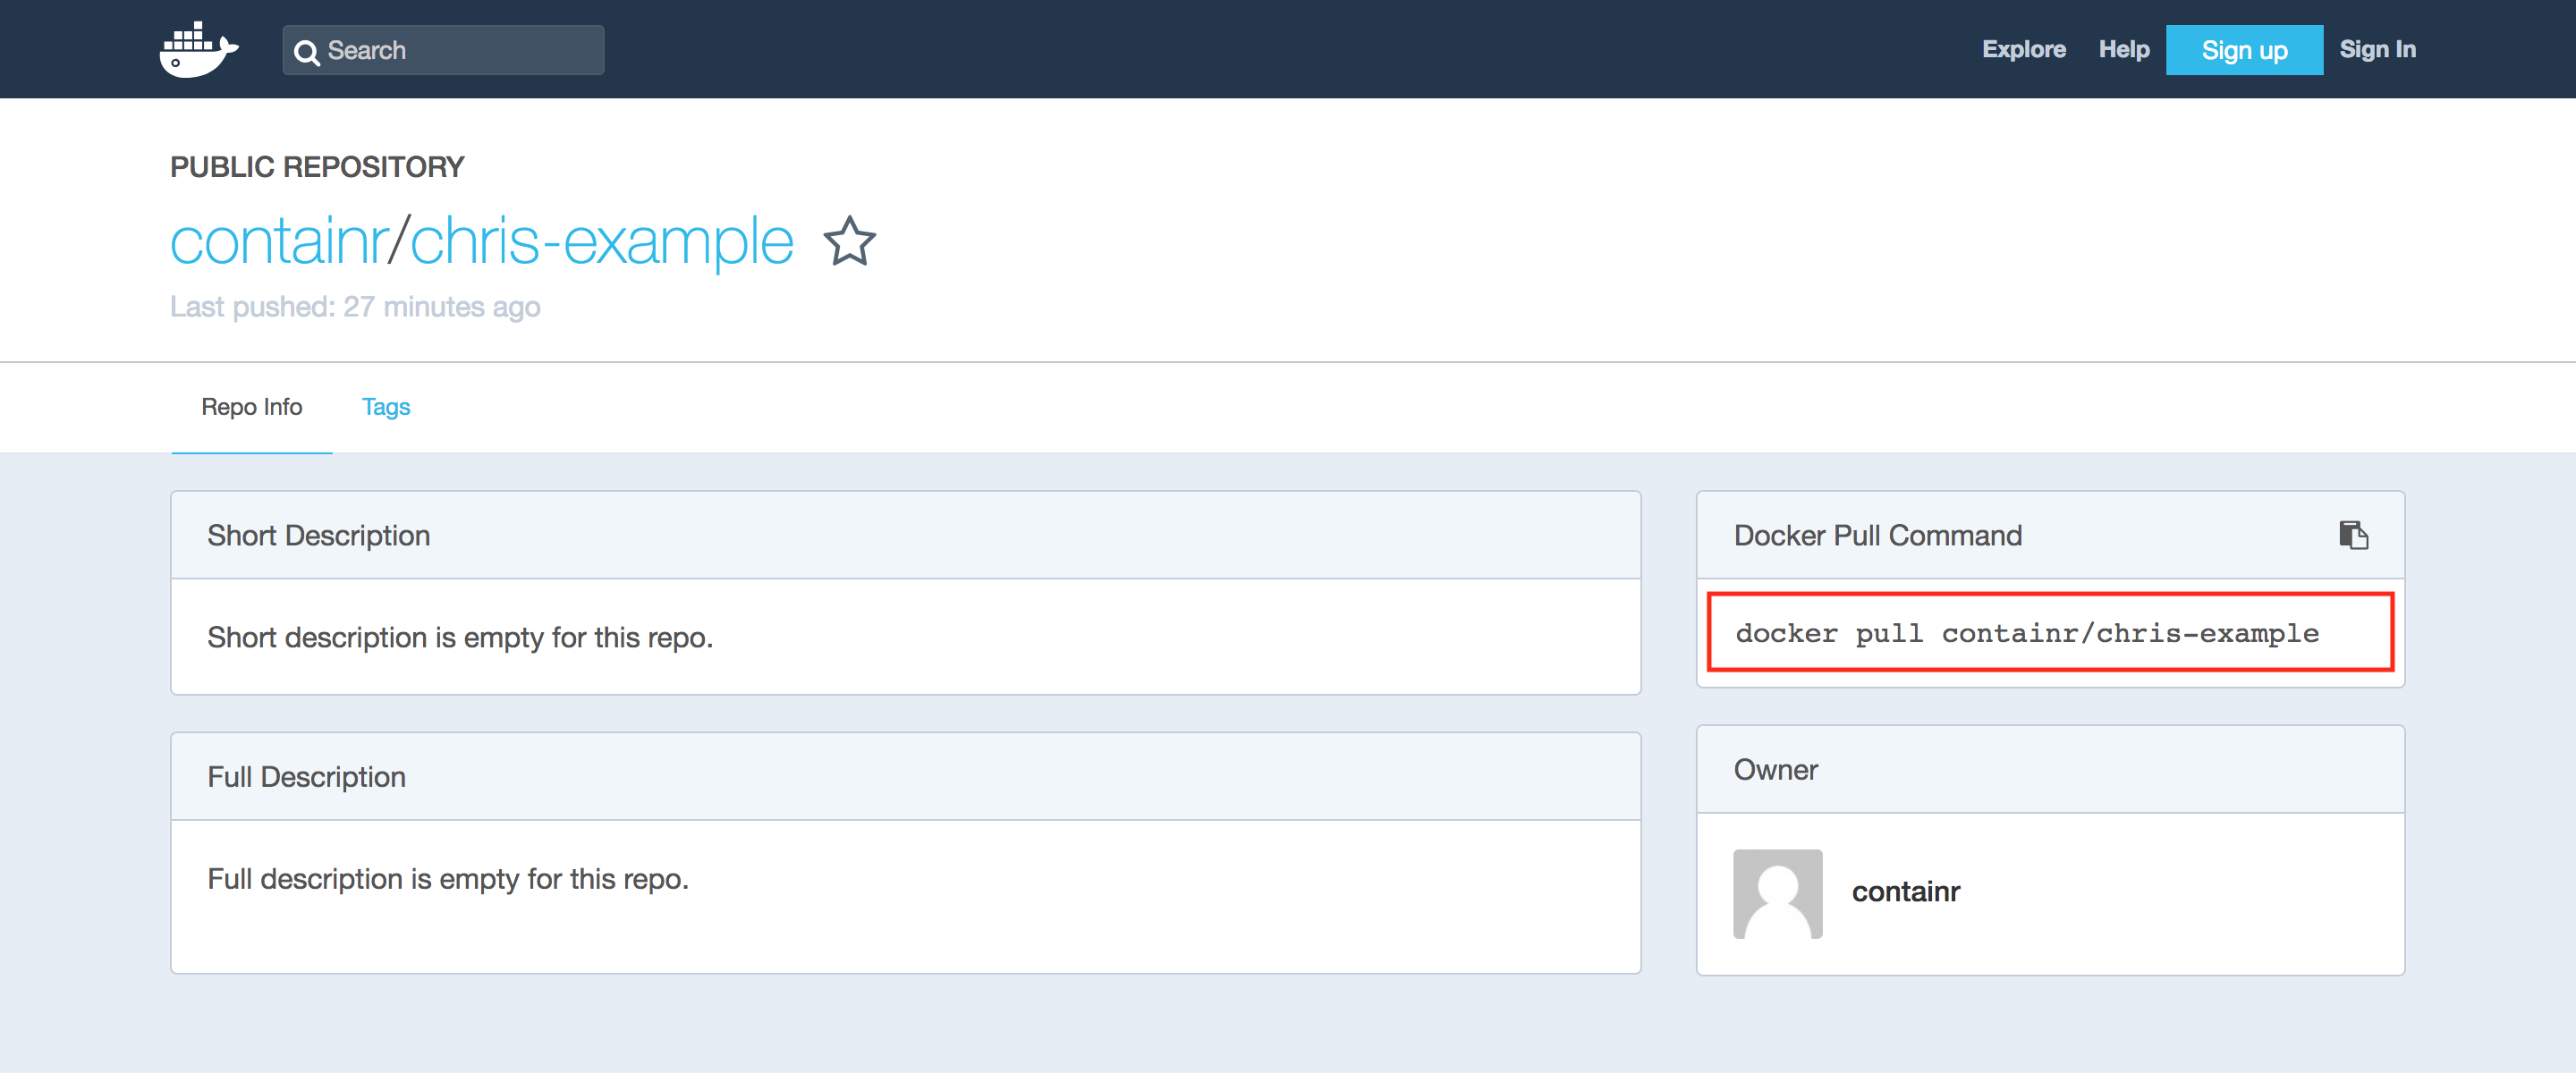 Search
Explore Help Sign up Sign In
PUBLIC REPOSITORY
containr/chris-example
Last pushed: 27 minutes ago
Repo Info Tags
Short Description
Short description is empty for this repo.
Full Description
Full description is empty for this repo.
Docker Pull Command
docker pull containr/chris-example
Owner
containr